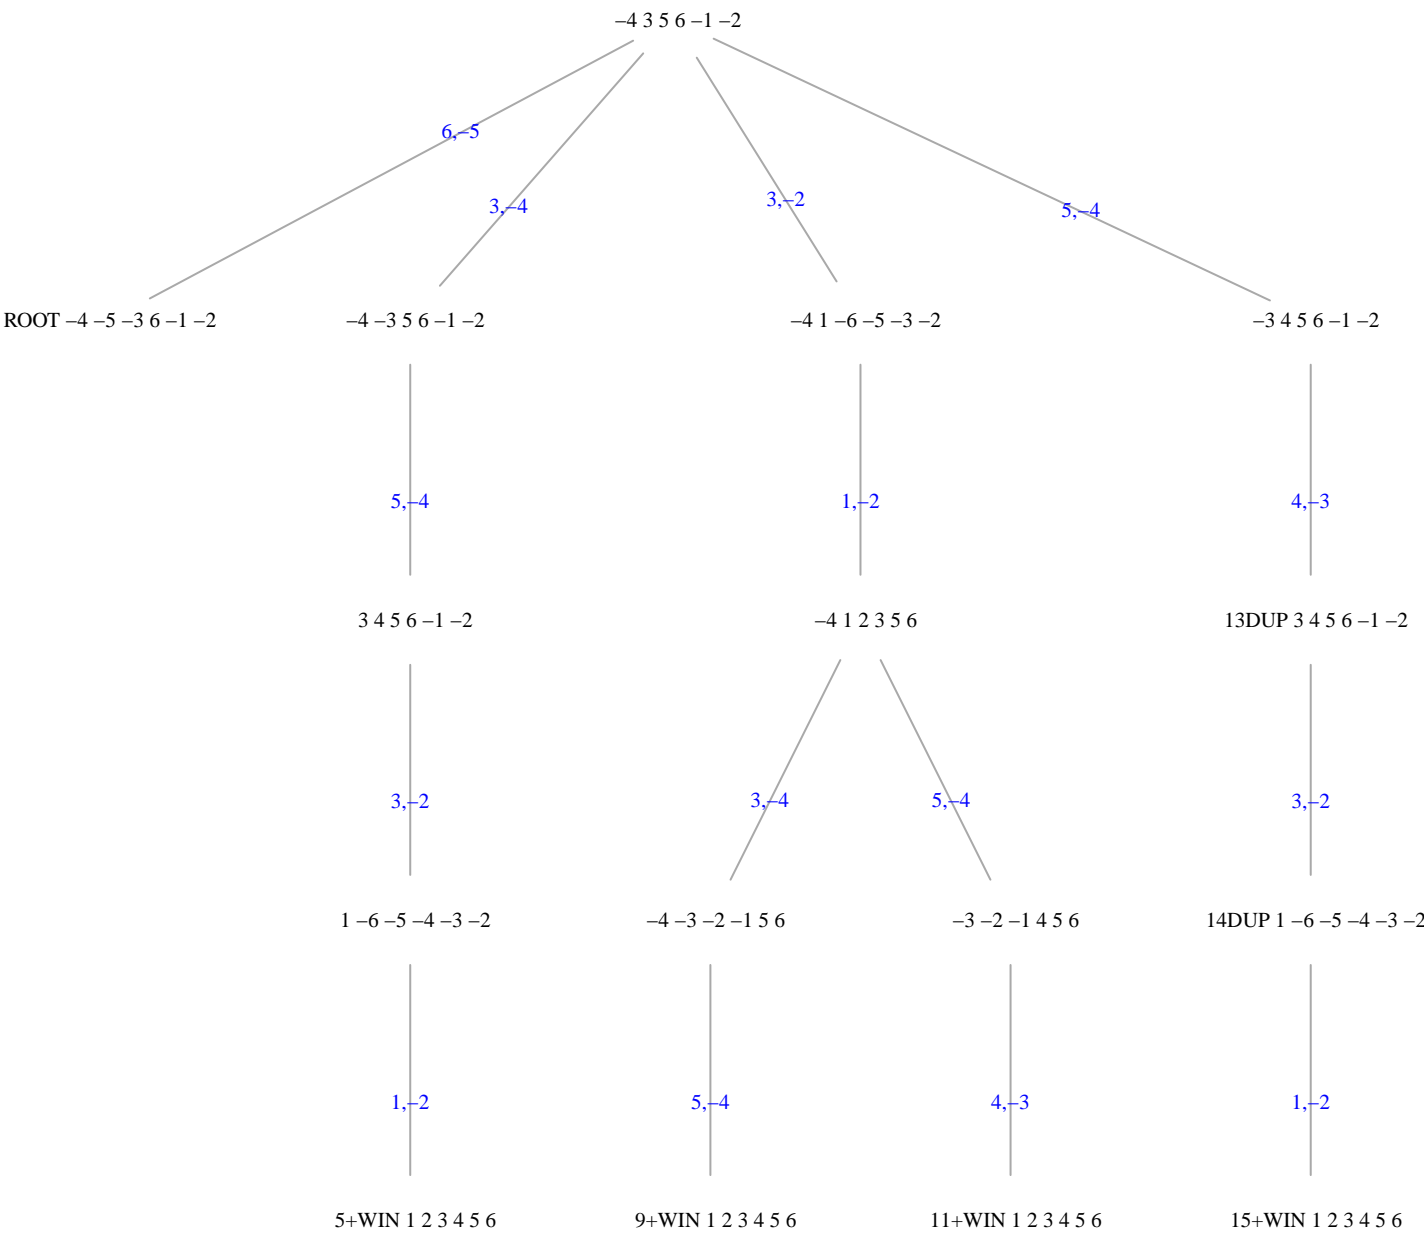 –4 3 5 6 –1 –2
6,–5
3,–4
3,–2
5,–4
ROOT –4 –5 –3 6 –1 –2
–4 –3 5 6 –1 –2
–4 1 –6 –5 –3 –2
–3 4 5 6 –1 –2
5,–4
1,–2
4,–3
3 4 5 6 –1 –2
–4 1 2 3 5 6
13DUP 3 4 5 6 –1 –2
3,–2
3,–4
5,–4
3,–2
1 –6 –5 –4 –3 –2
–4 –3 –2 –1 5 6
–3 –2 –1 4 5 6
14DUP 1 –6 –5 –4 –3 –2
1,–2
5,–4
4,–3
1,–2
5+WIN 1 2 3 4 5 6
9+WIN 1 2 3 4 5 6
11+WIN 1 2 3 4 5 6
15+WIN 1 2 3 4 5 6